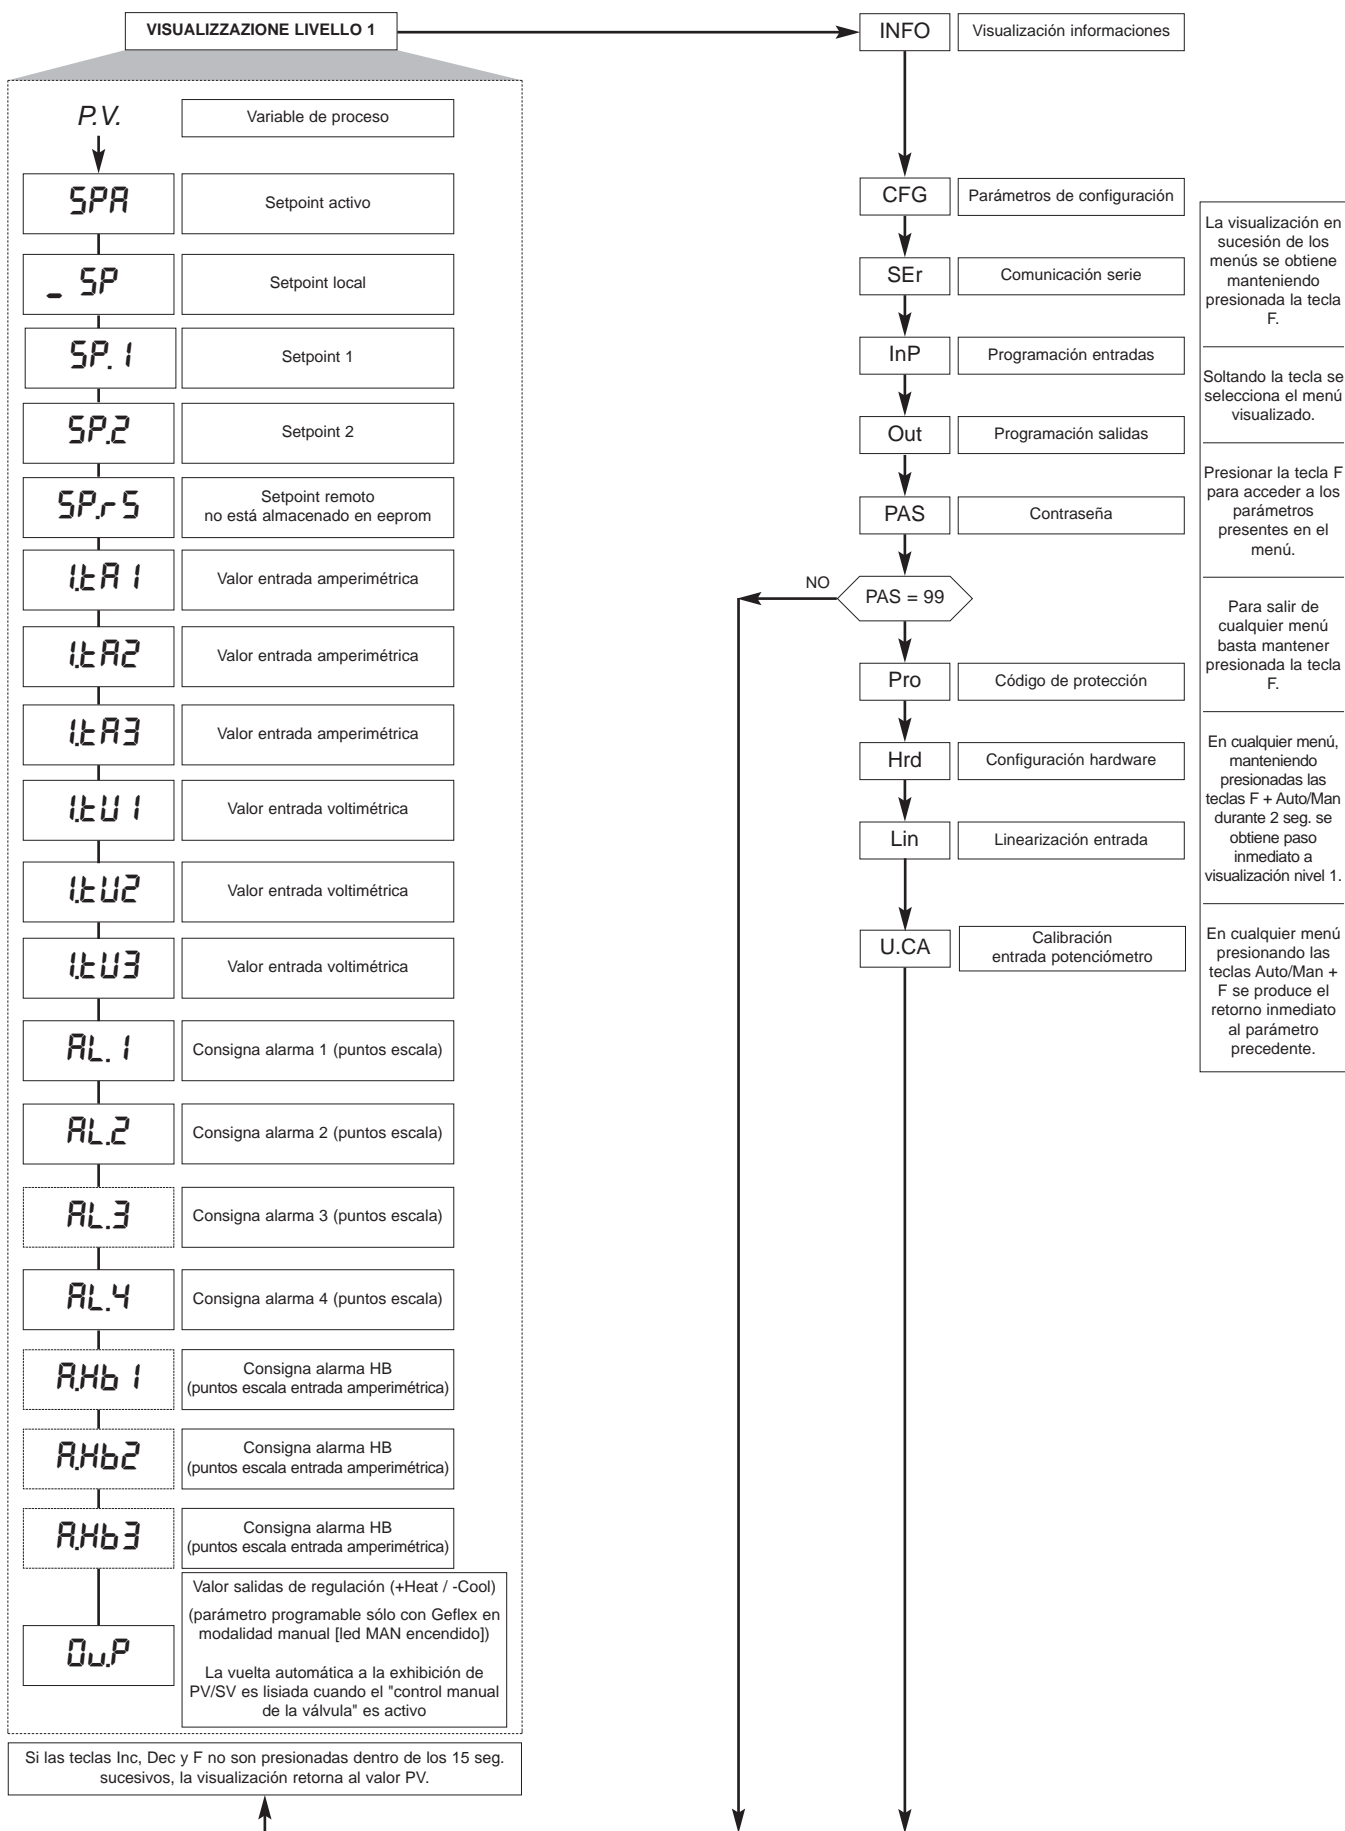 VISUALIZZAZIONE LIVELLO 1
P.V.
Variable de proceso
SPA
Setpoint activo
_ SP
Setpoint local
SP.1
Setpoint 1
SP.2
Setpoint 2
SP.rS
Setpoint remoto
no está almacenado en eeprom
I.tA1
Valor entrada amperimétrica
I.tA2
Valor entrada amperimétrica
I.tA3
Valor entrada amperimétrica
I.tU1
Valor entrada voltimétrica
I.tU2
Valor entrada voltimétrica
I.tU3
Valor entrada voltimétrica
AL.1
Consigna alarma 1 (puntos escala)
AL.2
Consigna alarma 2 (puntos escala)
AL.3
Consigna alarma 3 (puntos escala)
AL.4
Consigna alarma 4 (puntos escala)
A.Hb1
Consigna alarma HB
(puntos escala entrada amperimétrica)
A.Hb2
Consigna alarma HB
(puntos escala entrada amperimétrica)
A.Hb3
Consigna alarma HB
(puntos escala entrada amperimétrica)
Ou.P
Valor salidas de regulación (+Heat / -Cool)
(parámetro programable sólo con Geflex en
modalidad manual [led MAN encendido])
La vuelta automática a la exhibición de
PV/SV es lisiada cuando el "control manual
de la válvula" es activo
Si las teclas Inc, Dec y F no son presionadas dentro de los 15 seg.
sucesivos, la visualización retorna al valor PV.
INFO
Visualización informaciones
CFG
Parámetros de configuración
SEr
Comunicación serie
InP
Programación entradas
Out
Programación salidas
PAS
Contraseña
NO
PAS = 99
Pro
Código de protección
Hrd
Configuración hardware
Lin
Linearización entrada
U.CA
Calibración
entrada potenciómetro
La visualización en
sucesión de los
menús se obtiene
manteniendo
presionada la tecla
F.
Soltando la tecla se
selecciona el menú
visualizado.
Presionar la tecla F
para acceder a los
parámetros
presentes en el
menú.
Para salir de
cualquier menú
basta mantener
presionada la tecla
F.
En cualquier menú,
manteniendo
presionadas las
teclas F + Auto/Man
durante 2 seg. se
obtiene paso
inmediato a
visualización nivel 1.
En cualquier menú
presionando las
teclas Auto/Man +
F se produce el
retorno inmediato
al parámetro
precedente.